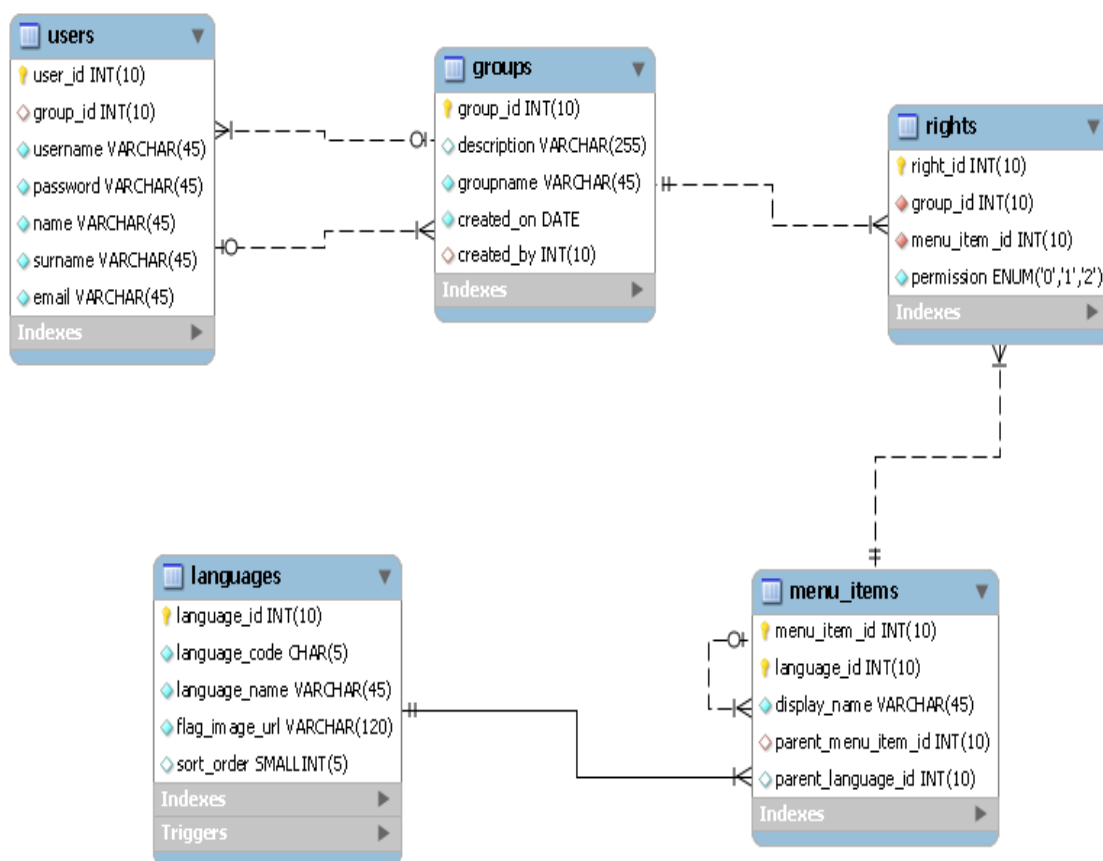 users
user_id INT(10)
group_id INT(10)
username VARCHAR(45)
password VARCHAR(45)
name VARCHAR(45)
surname VARCHAR(45)
email VARCHAR(45)
Indexes
groups
group_id INT(10)
description VARCHAR(255)
groupname VARCHAR(45)
created_on DATE
created_by INT(10)
Indexes
rights
right_id INT(10)
group_id INT(10)
menu_item_id INT(10)
permission ENUM('0','1','2')
Indexes
languages
language_id INT(10)
language_code CHAR(5)
language_name VARCHAR(45)
flag_image_url VARCHAR(120)
sort_order SMALLINT(5)
Indexes
Triggers
menu_items
menu_item_id INT(10)
language_id INT(10)
display_name VARCHAR(45)
parent_menu_item_id INT(10)
parent_language_id INT(10)
Indexes